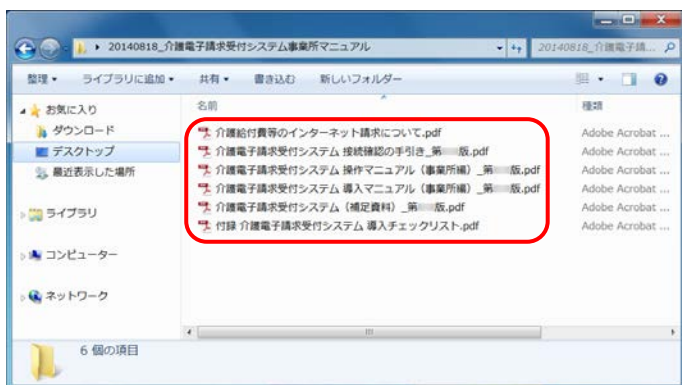 20140818_介護電子請求受付システム事業所マニュアル
20140818_介護電子請...
整理 ライブラリに追加 共有 書き込む 新しいフォルダー
お気に入り
ダウンロード
デスクトップ
最近表示した場所
ライブラリ
コンピューター
ネットワーク
名前 種類
介護給付費等のインターネット請求について.pdf Adobe Acrobat ...
介護電子請求受付システム 接続確認の手引き_第 版.pdf Adobe Acrobat ...
介護電子請求受付システム 操作マニュアル（事業所編）_第 版.pdf Adobe Acrobat ...
介護電子請求受付システム 導入マニュアル（事業所編）_第 版.pdf Adobe Acrobat ...
介護電子請求受付システム（補足資料）_第 版.pdf Adobe Acrobat ...
付録 介護電子請求受付システム 導入チェックリスト.pdf Adobe Acrobat ...
6 個の項目